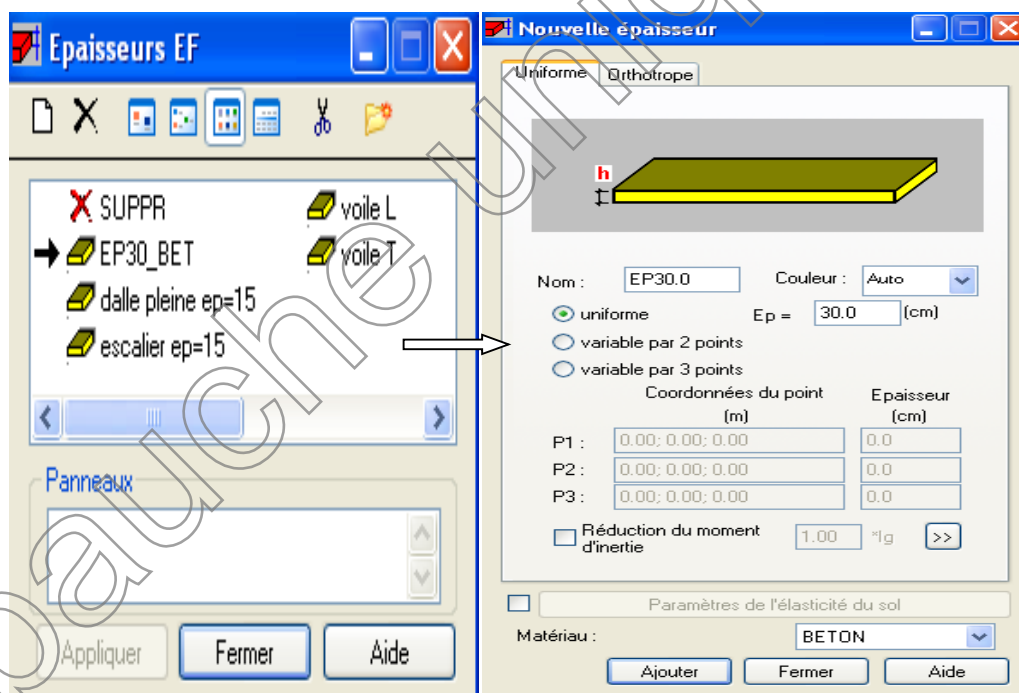 Epaisseurs EF
SUPPR
voile L
EP30_BET
voile T
dalle pleine ep=15
escalier ep=15
Panneaux
Appliquer
Fermer
Aide
Nouvelle épaisseur
Uniforme
Orthotrope
h
Nom :
EP30.0
Couleur :
Auto
uniforme
Ep =
30.0
(cm)
variable par 2 points
variable par 3 points
Coordonnées du point
Epaisseur
(m)
(cm)
P1 :
0.00; 0.00; 0.00
0.0
P2 :
0.00; 0.00; 0.00
0.0
P3 :
0.00; 0.00; 0.00
0.0
Réduction du moment
d'inertie
1.00
*Ig
>>
Paramètres de l'élasticité du sol
Matériau :
BETON
Ajouter
Fermer
Aide